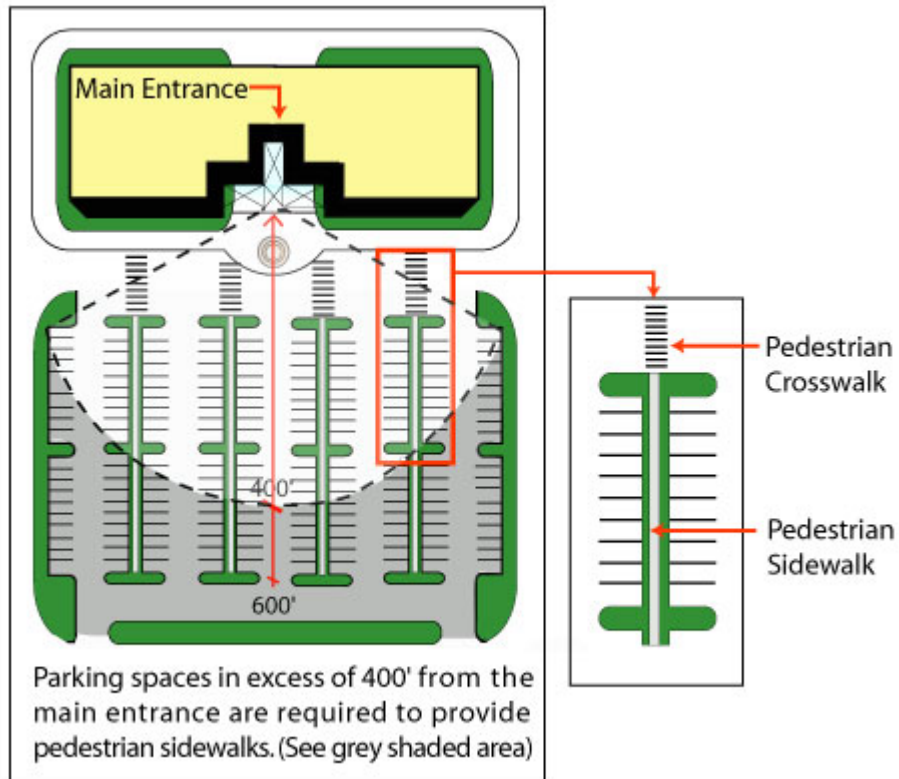 Main Entrance
400'
600'
Pedestrian
Crosswalk
Pedestrian
Sidewalk
Parking spaces in excess of 400' from the
main entrance are required to provide
pedestrian sidewalks. (See grey shaded area)